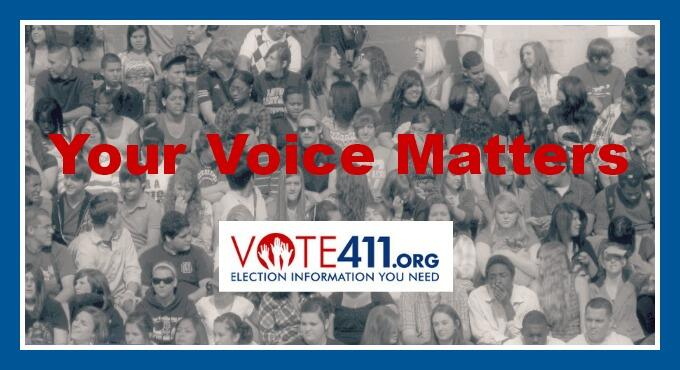 Your Voice Matters
VOTE411.ORG
ELECTION INFORMATION YOU NEED